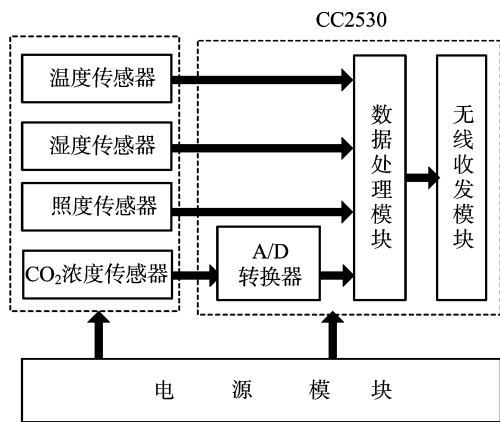 CC2530
温度传感器
湿度传感器
照度传感器
CO₂浓度传感器
A/D
转换器
数据处理模块
无线收发模块
电源模块